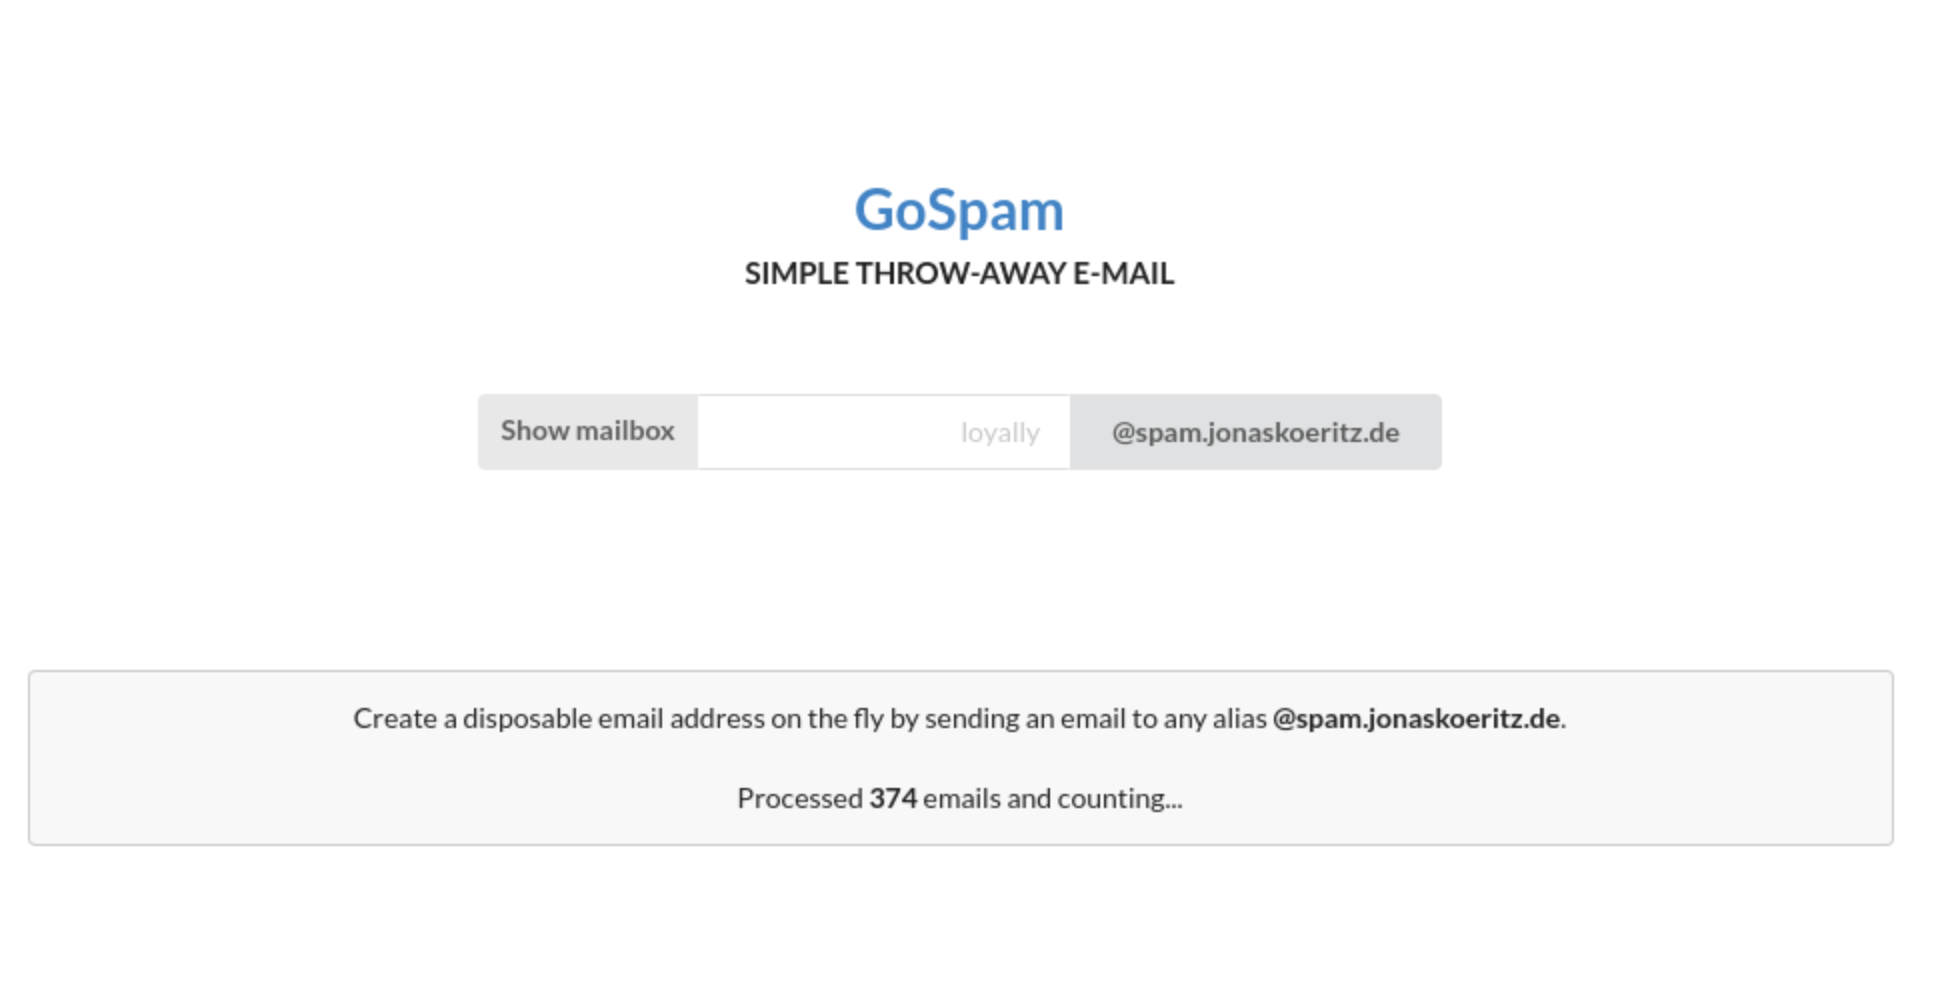 GoSpam
SIMPLE THROW-AWAY E-MAIL
Show mailbox loyally @spam.jonaskoeritz.de
Create a disposable email address on the fly by sending an email to any alias @spam.jonaskoeritz.de.
Processed 374 emails and counting...